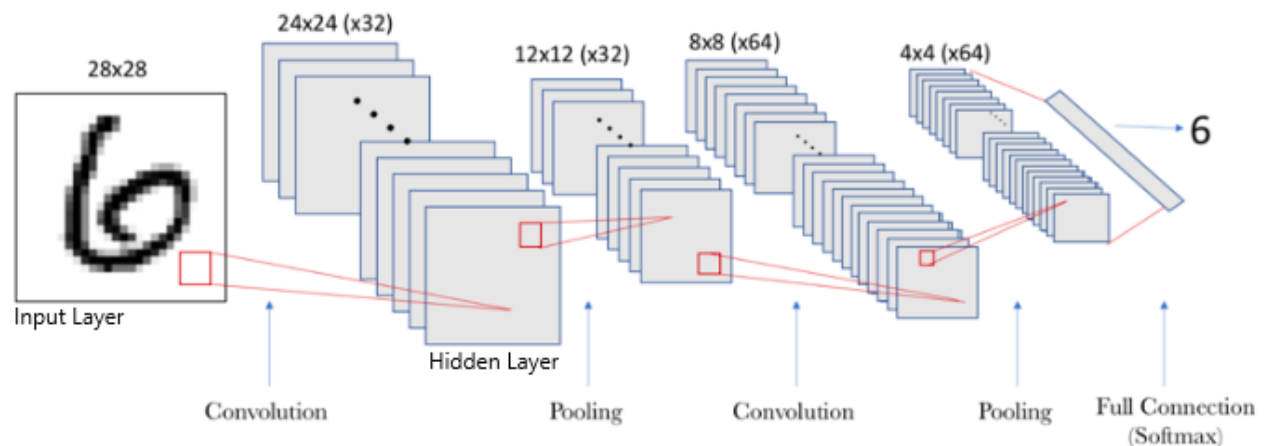 28x28
24x24 (x32)
12x12 (x32)
8x8 (x64)
4x4 (x64)
6
Input Layer
Hidden Layer
Convolution
Pooling
Convolution
Pooling
Full Connection
(Softmax)